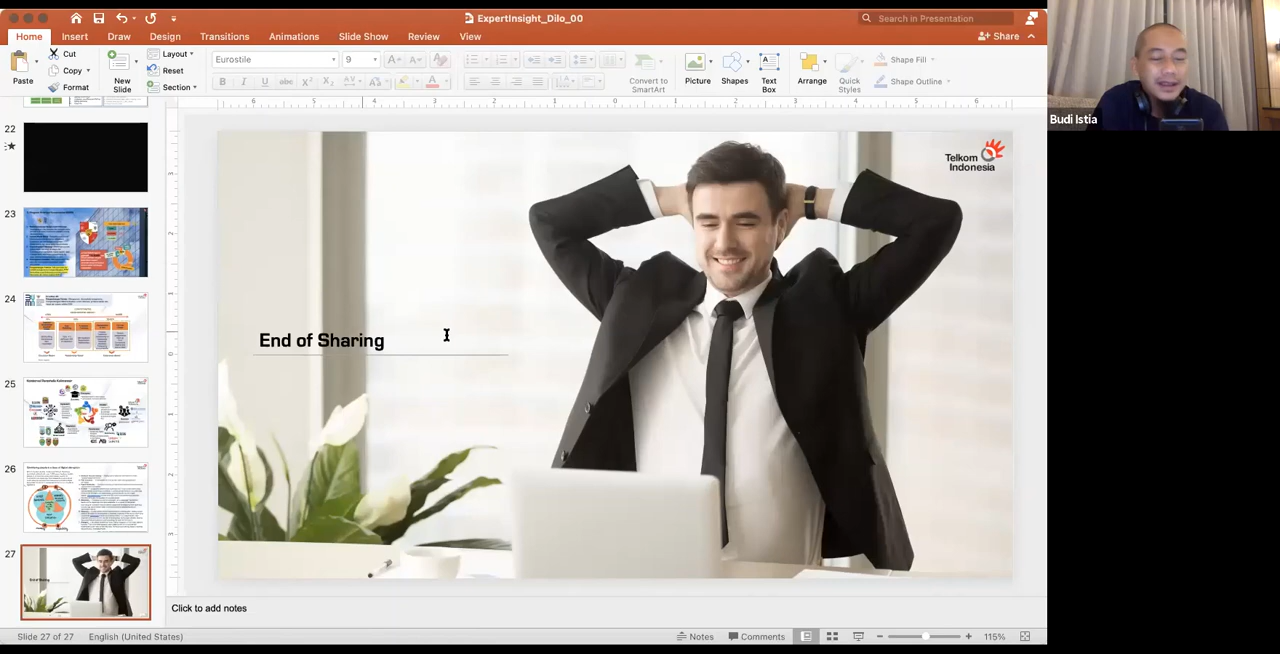 ExpertInsight_Dilo_00
Search in Presentation
Home
Insert
Draw
Design
Transitions
Animations
Slide Show
Review
View
Share
Paste
Cut
Copy
Format
New
Slide
Layout
Reset
Section
Eurostile
9
Convert to
SmartArt
Picture
Shapes
Text
Box
Arrange
Quick
Styles
Shape Fill
Shape Outline
Budi Istia
22
23
24
25
26
27
Telkom
Indonesia
End of Sharing
Click to add notes
Slide 27 of 27
English (United States)
Notes
Comments
115%